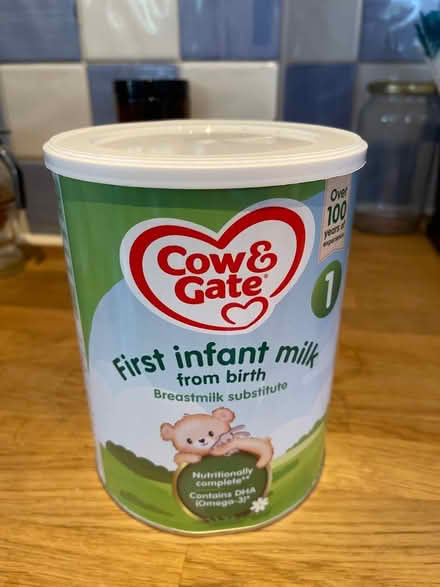 Over
100
years of
experience
Cow&
Gate®
1
First infant milk
from birth
Breastmilk substitute
Nutritionally
complete**
Contains DHA
(Omega-3)*